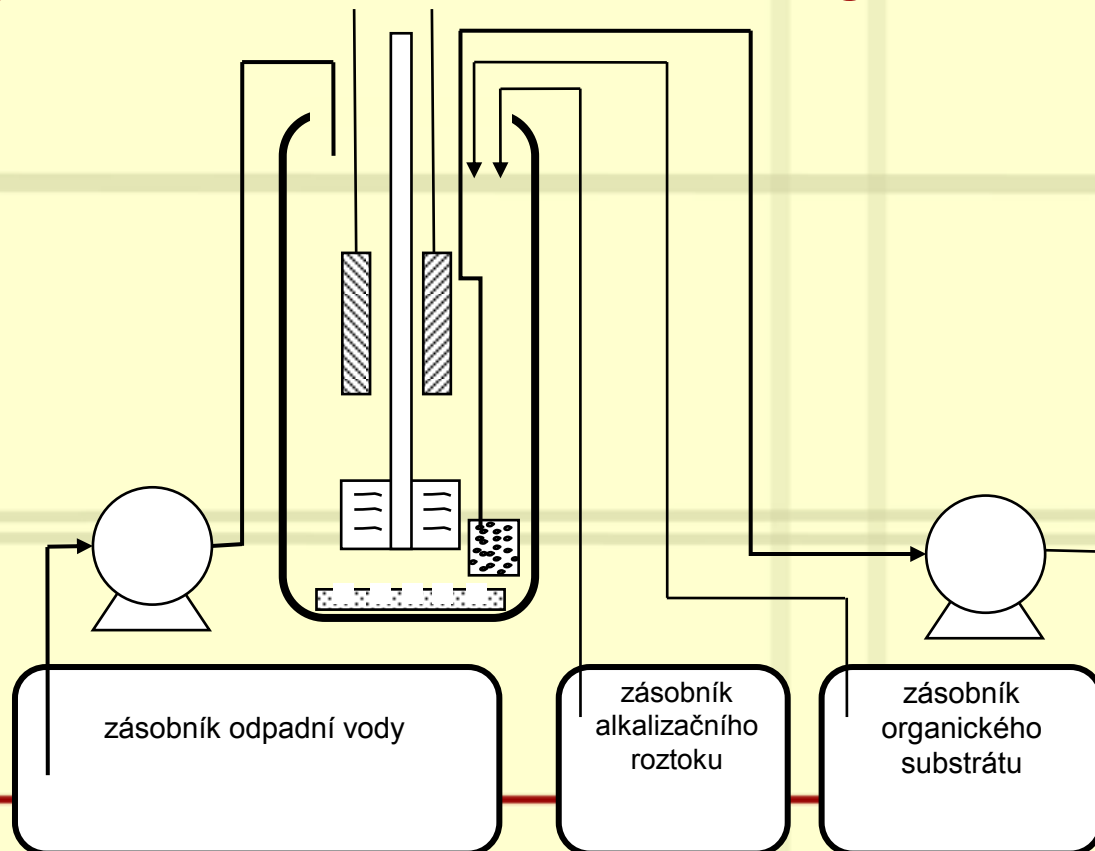 zásobník odpadní vody
zásobník
alkalizačního
roztoku
zásobník
organického
substrátu